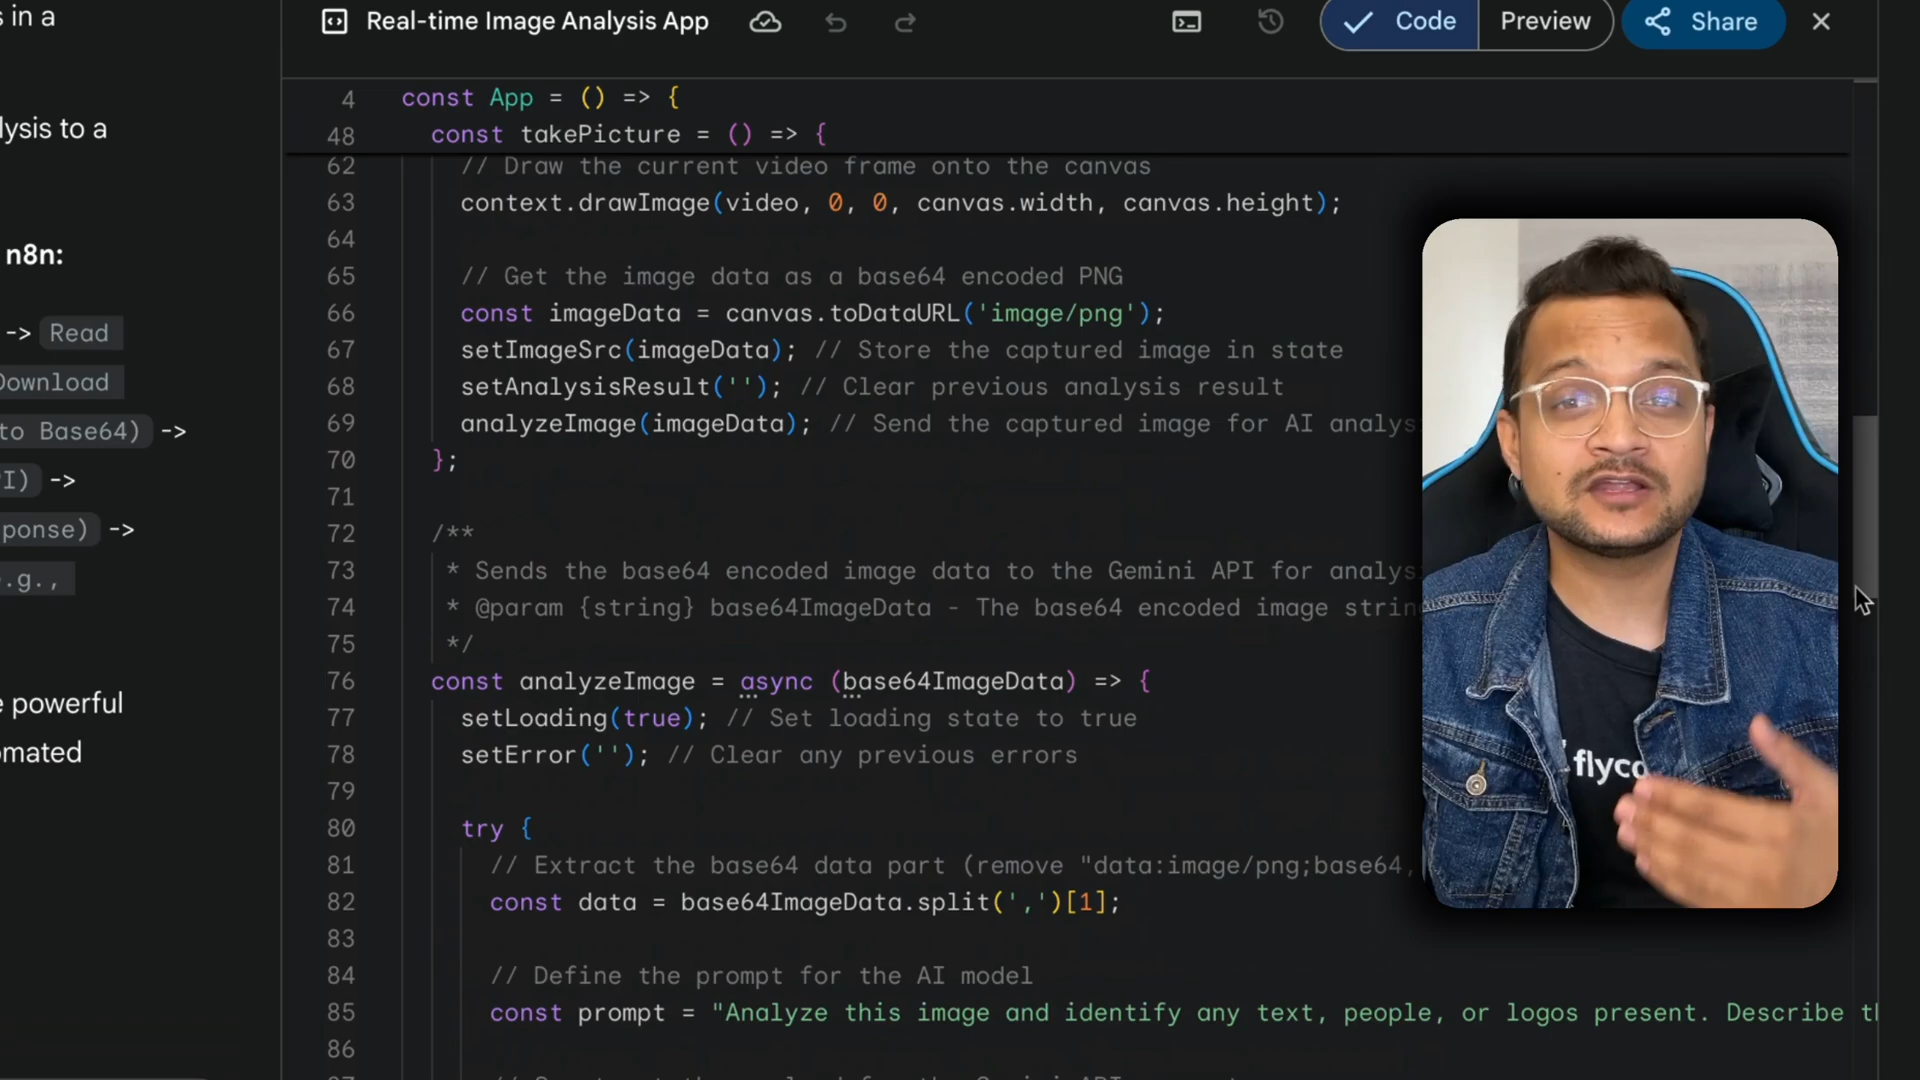 s in a
lysis to a
n8n:
-> Read
Download
to Base64) ->
PI) ->
ponse) ->
e.g.,
e powerful
omated
Real-time Image Analysis App
Code
Preview
Share
4 const App = () => {
48 const takePicture = () => {
62 // Draw the current video frame onto the canvas
63 context.drawImage(video, 0, 0, canvas.width, canvas.height);
64
65 // Get the image data as a base64 encoded PNG
66 const imageData = canvas.toDataURL('image/png');
67 setImageSrc(imageData); // Store the captured image in state
68 setAnalysisResult(''); // Clear previous analysis result
69 analyzeImage(imageData); // Send the captured image for AI analys
70 };
71
72 /**
73 * Sends the base64 encoded image data to the Gemini API for analys
74 * @param {string} base64ImageData - The base64 encoded image strin
75 */
76 const analyzeImage = async (base64ImageData) => {
77 setLoading(true); // Set loading state to true
78 setError(''); // Clear any previous errors
79
80 try {
81 // Extract the base64 data part (remove "data:image/png;base64,
82 const data = base64ImageData.split(',')[1];
83
84 // Define the prompt for the AI model
85 const prompt = "Analyze this image and identify any text, people, or logos present. Describe th
86
flyco